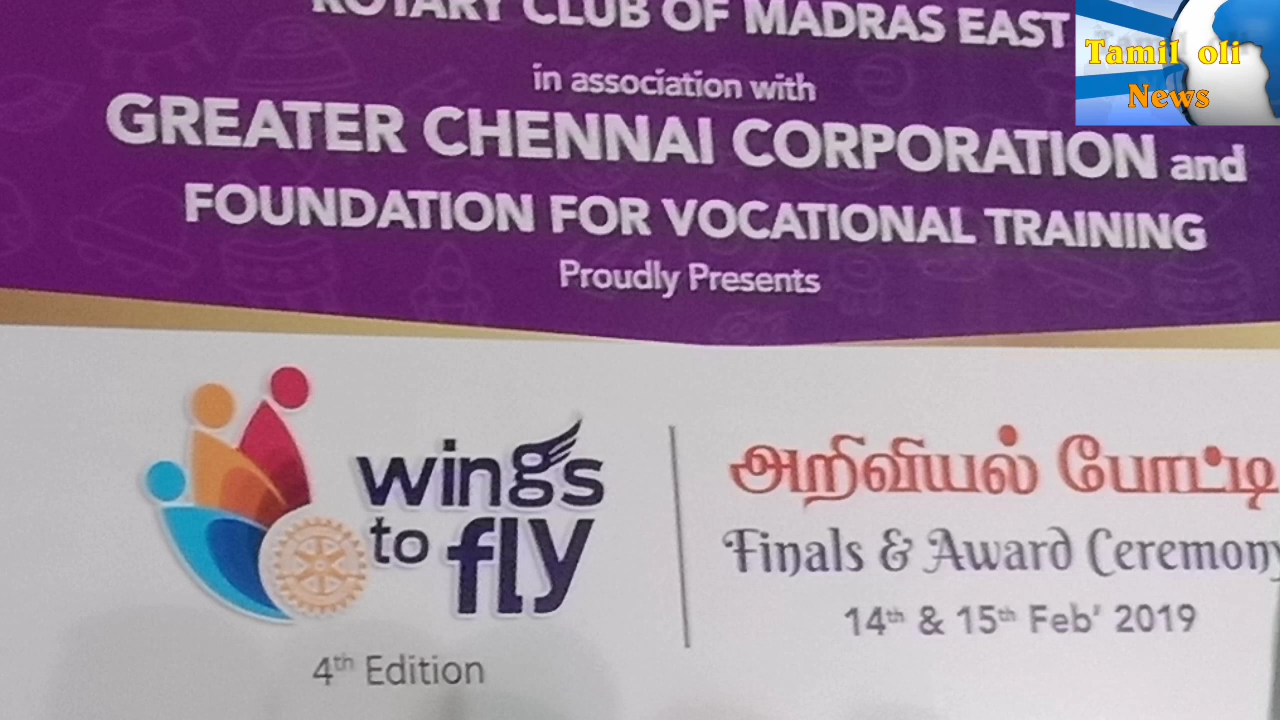 ROTARY CLUB OF MADRAS EAST
in association with
GREATER CHENNAI CORPORATION and
FOUNDATION FOR VOCATIONAL TRAINING
Proudly Presents
Tamil oli
News
wings
to fly
4th Edition
அறிவியல் போட்டி
Finals & Award Ceremony
14th & 15th Feb' 2019